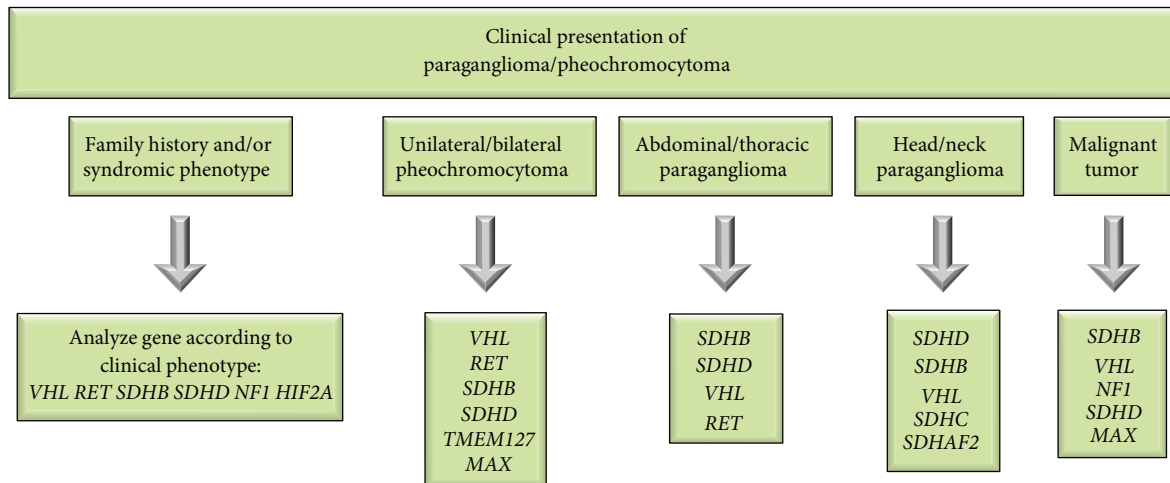 Clinical presentation of
paraganglioma/pheochromocytoma
Family history and/or
syndromic phenotype
Unilateral/bilateral
pheochromocytoma
Abdominal/thoracic
paraganglioma
Head/neck
paraganglioma
Malignant
tumor
Analyze gene according to
clinical phenotype:
VHL RET SDHB SDHD NF1 HIF2A
VHL
RET
SDHB
SDHD
TMEM127
MAX
SDHB
SDHD
VHL
RET
SDHD
SDHB
VHL
SDHC
SDHAF2
SDHB
VHL
NF1
SDHD
MAX